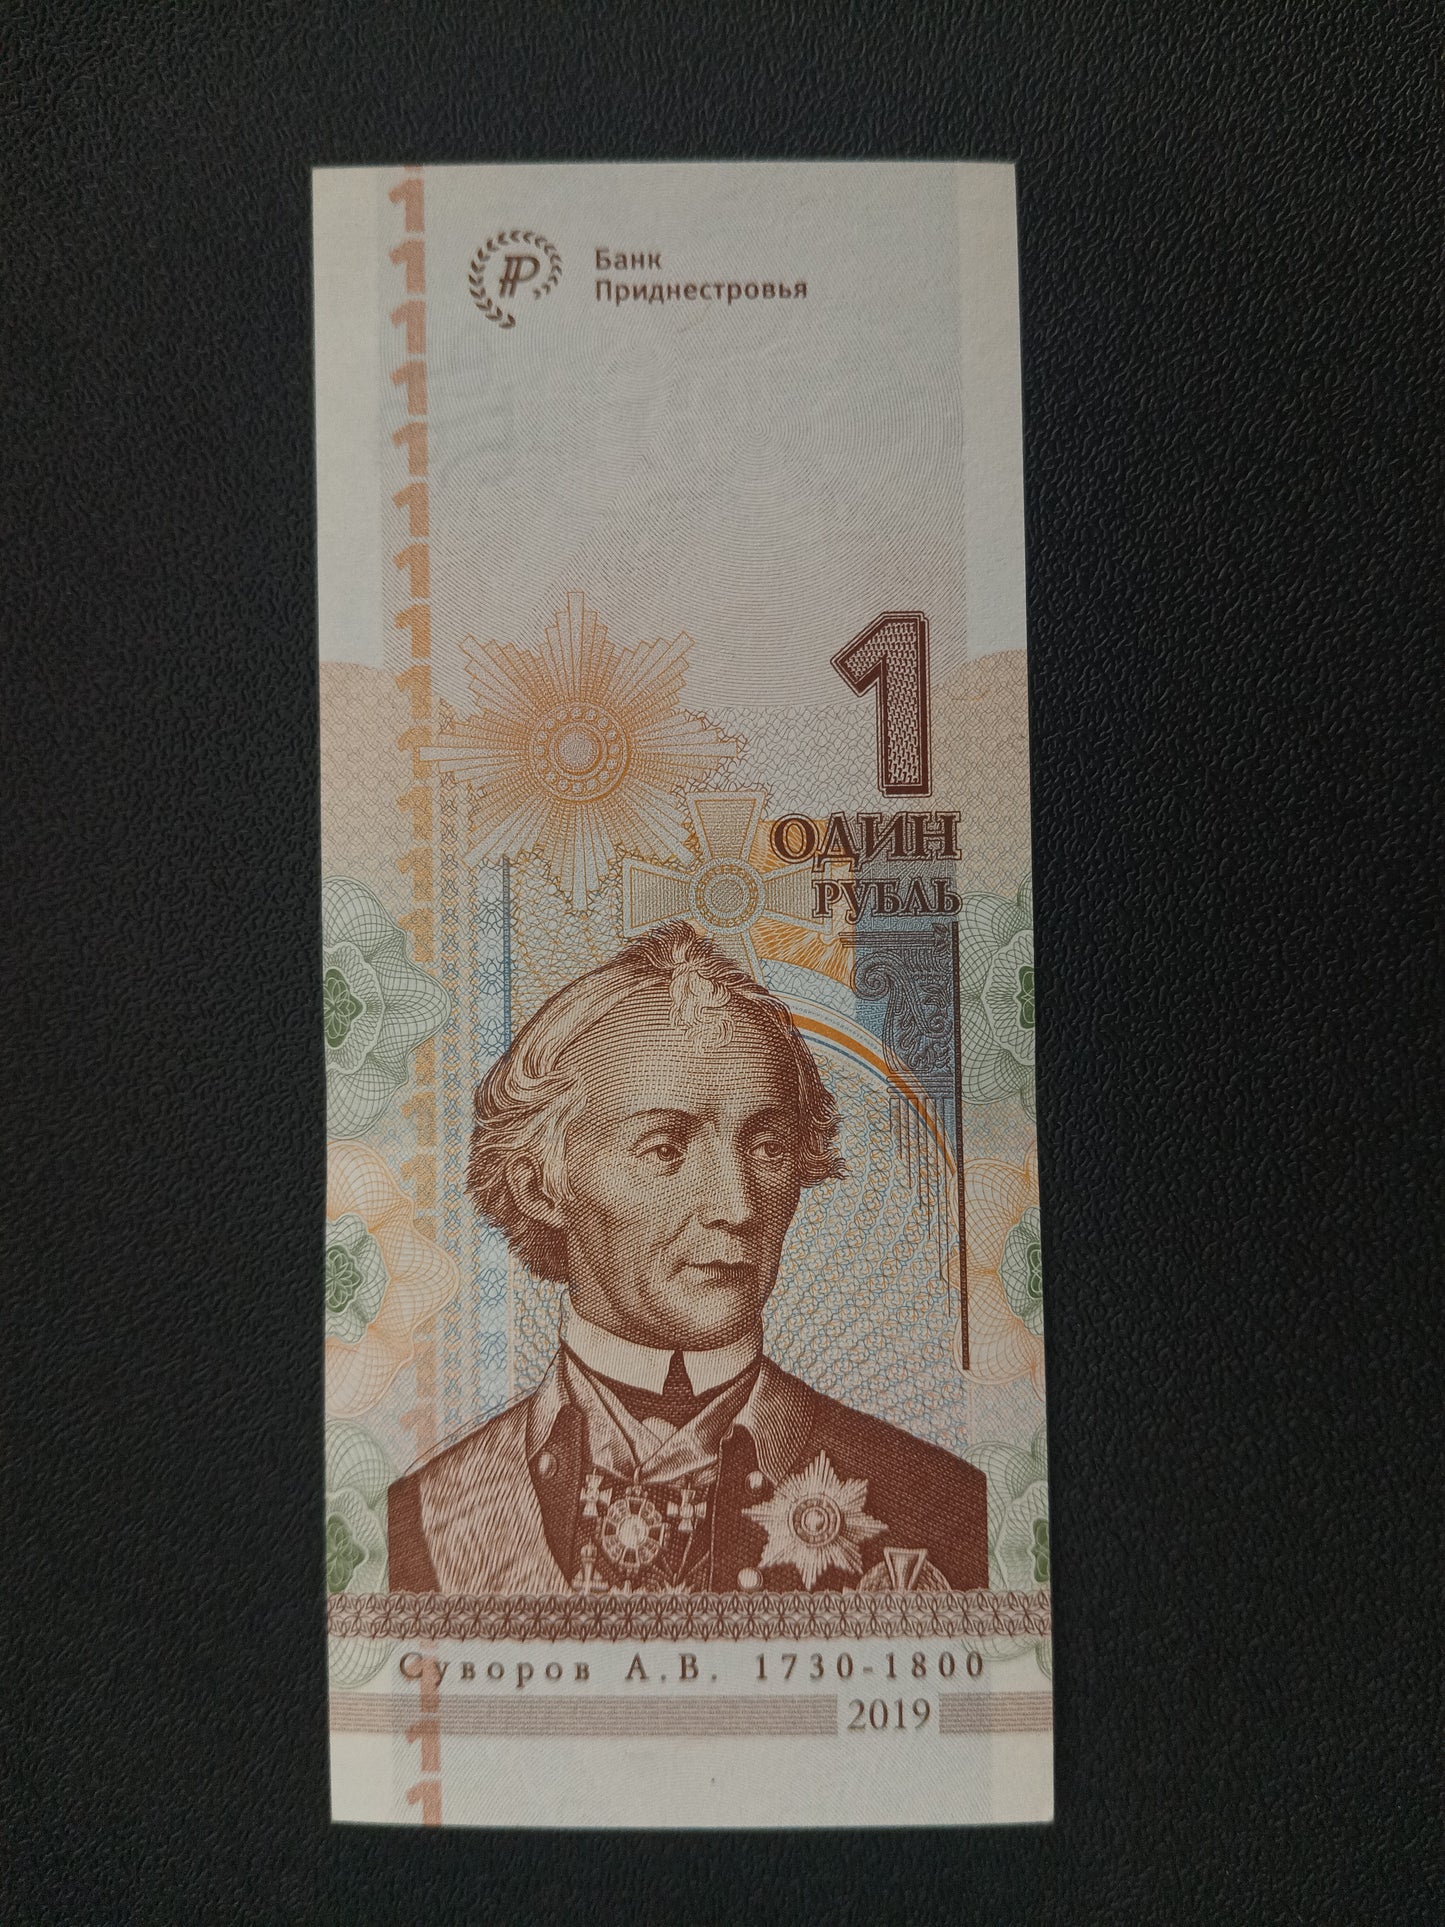 Банк
Приднестровья
1
ОДИН
РУБЛЬ
Суворов А.В. 1730-1800
2019